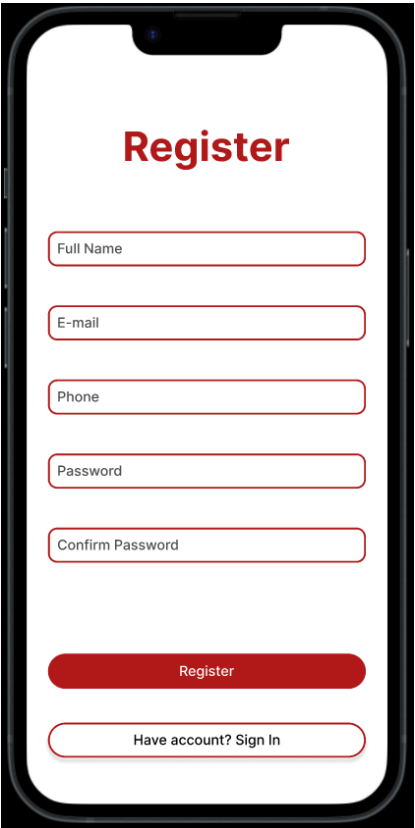 Register
Full Name
E-mail
Phone
Password
Confirm Password
Register
Have account? Sign In